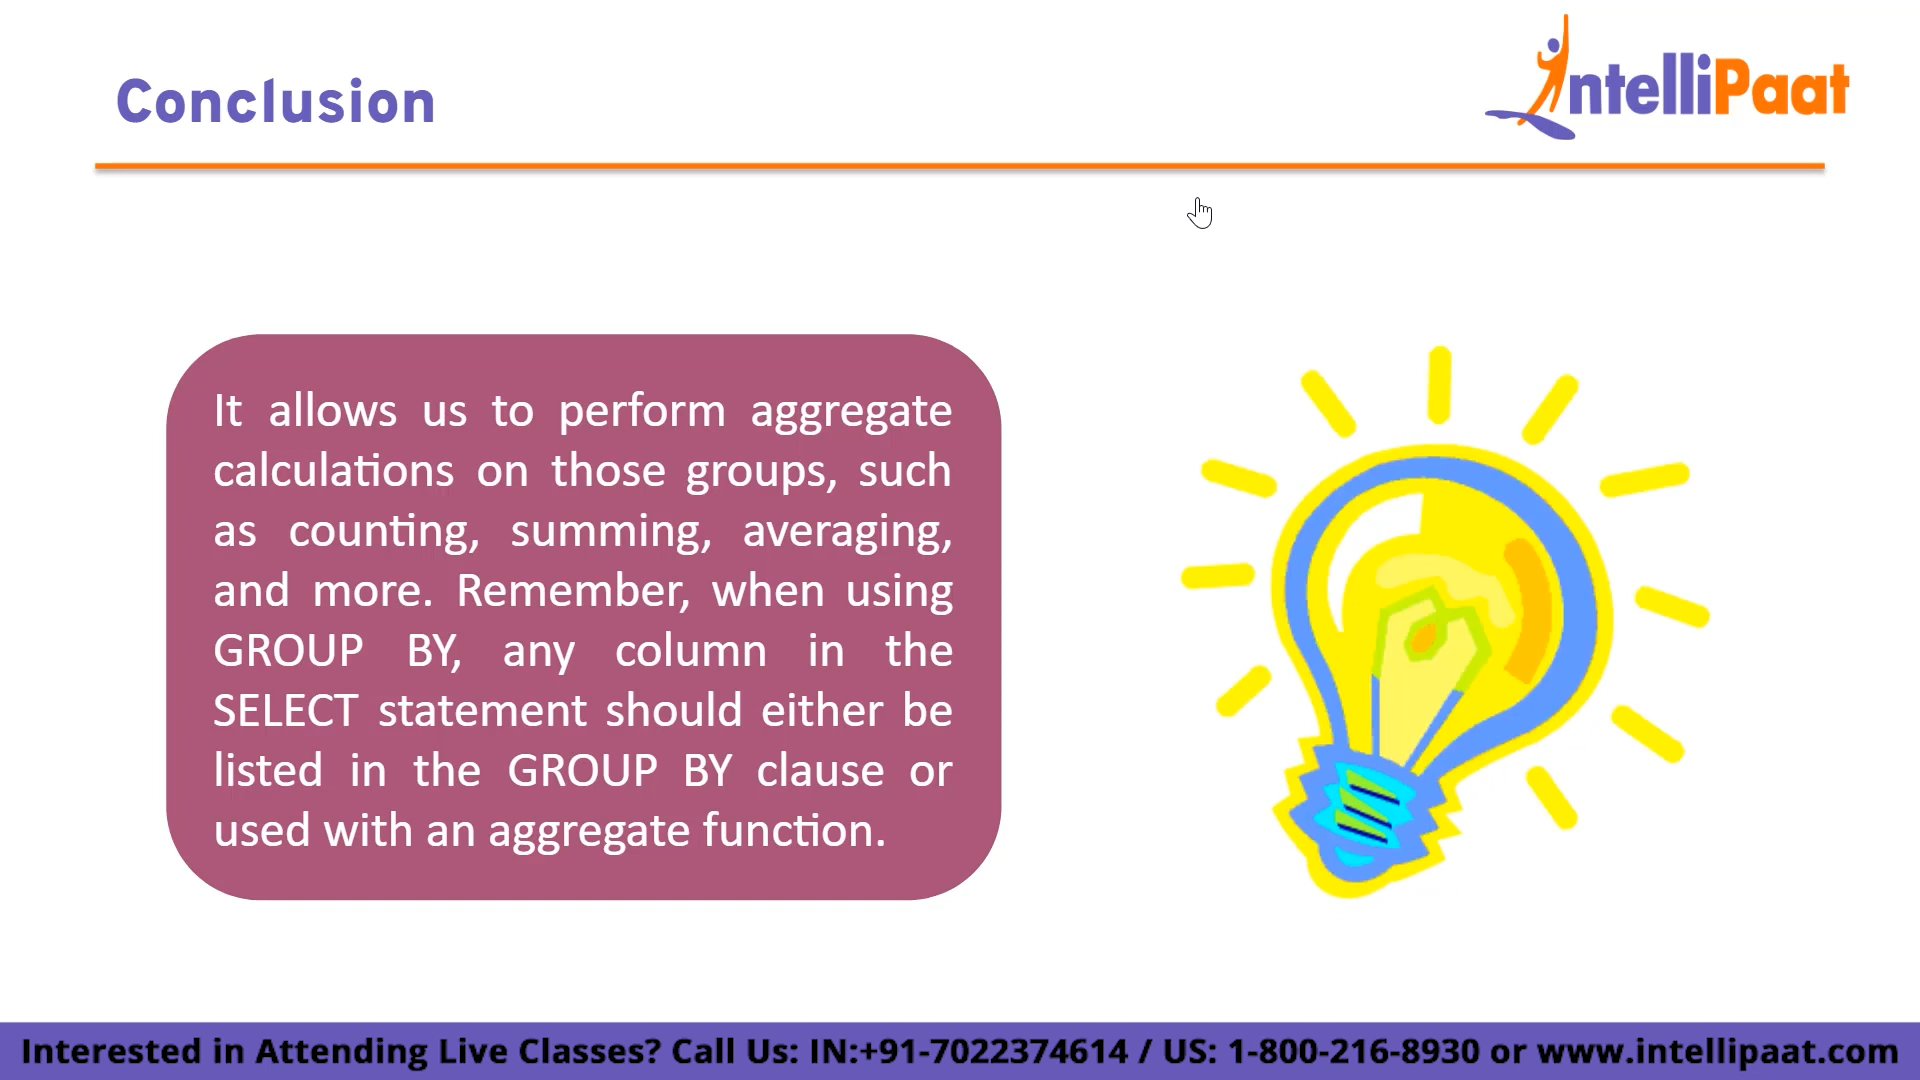 Conclusion
IntelliPaat
It allows us to perform aggregate
calculations on those groups, such
as counting, summing, averaging,
and more. Remember, when using
GROUP BY, any column in the
SELECT statement should either be
listed in the GROUP BY clause or
used with an aggregate function.
Interested in Attending Live Classes? Call Us: IN:+91-7022374614 / US: 1-800-216-8930 or www.intellipaat.com